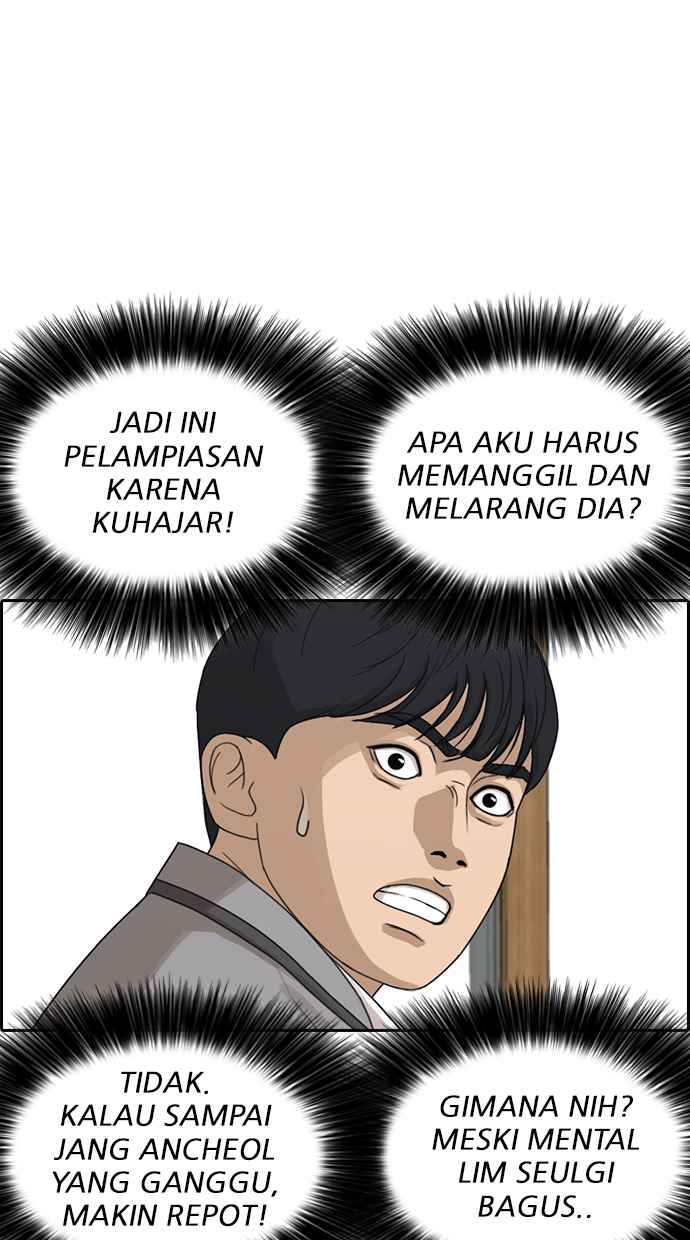 JADI INI
PELAMPIASAN
KARENA
KUHAJAR!
APA AKU HARUS
MEMANGGIL DAN
MELARANG DIA?
TIDAK.
KALAU SAMPAI
JANG ANCHEOL
YANG GANGGU,
MAKIN REPOT!
GIMANA NIH?
MESKI MENTAL
LIM SEULGI
BAGUS..